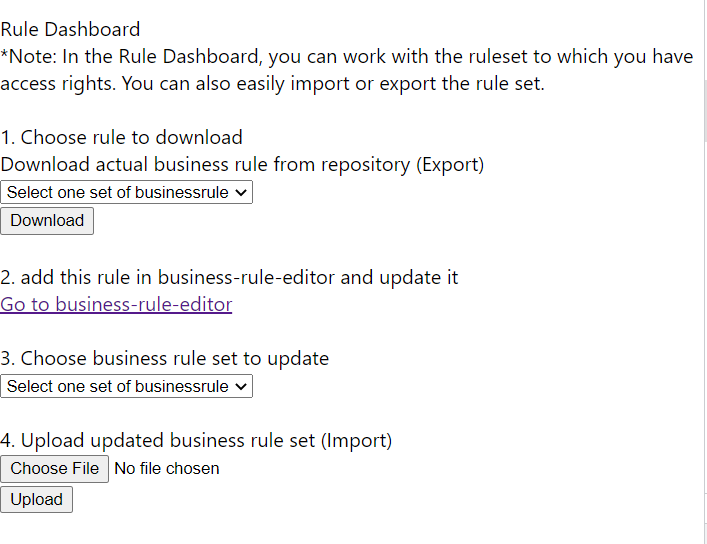 Rule Dashboard
*Note: In the Rule Dashboard, you can work with the ruleset to which you have
access rights. You can also easily import or export the rule set.
1. Choose rule to download
Download actual business rule from repository (Export)
Select one set of businessrule
Download
2. add this rule in business-rule-editor and update it
Go to business-rule-editor
3. Choose business rule set to update
Select one set of businessrule
4. Upload updated business rule set (Import)
Choose File No file chosen
Upload